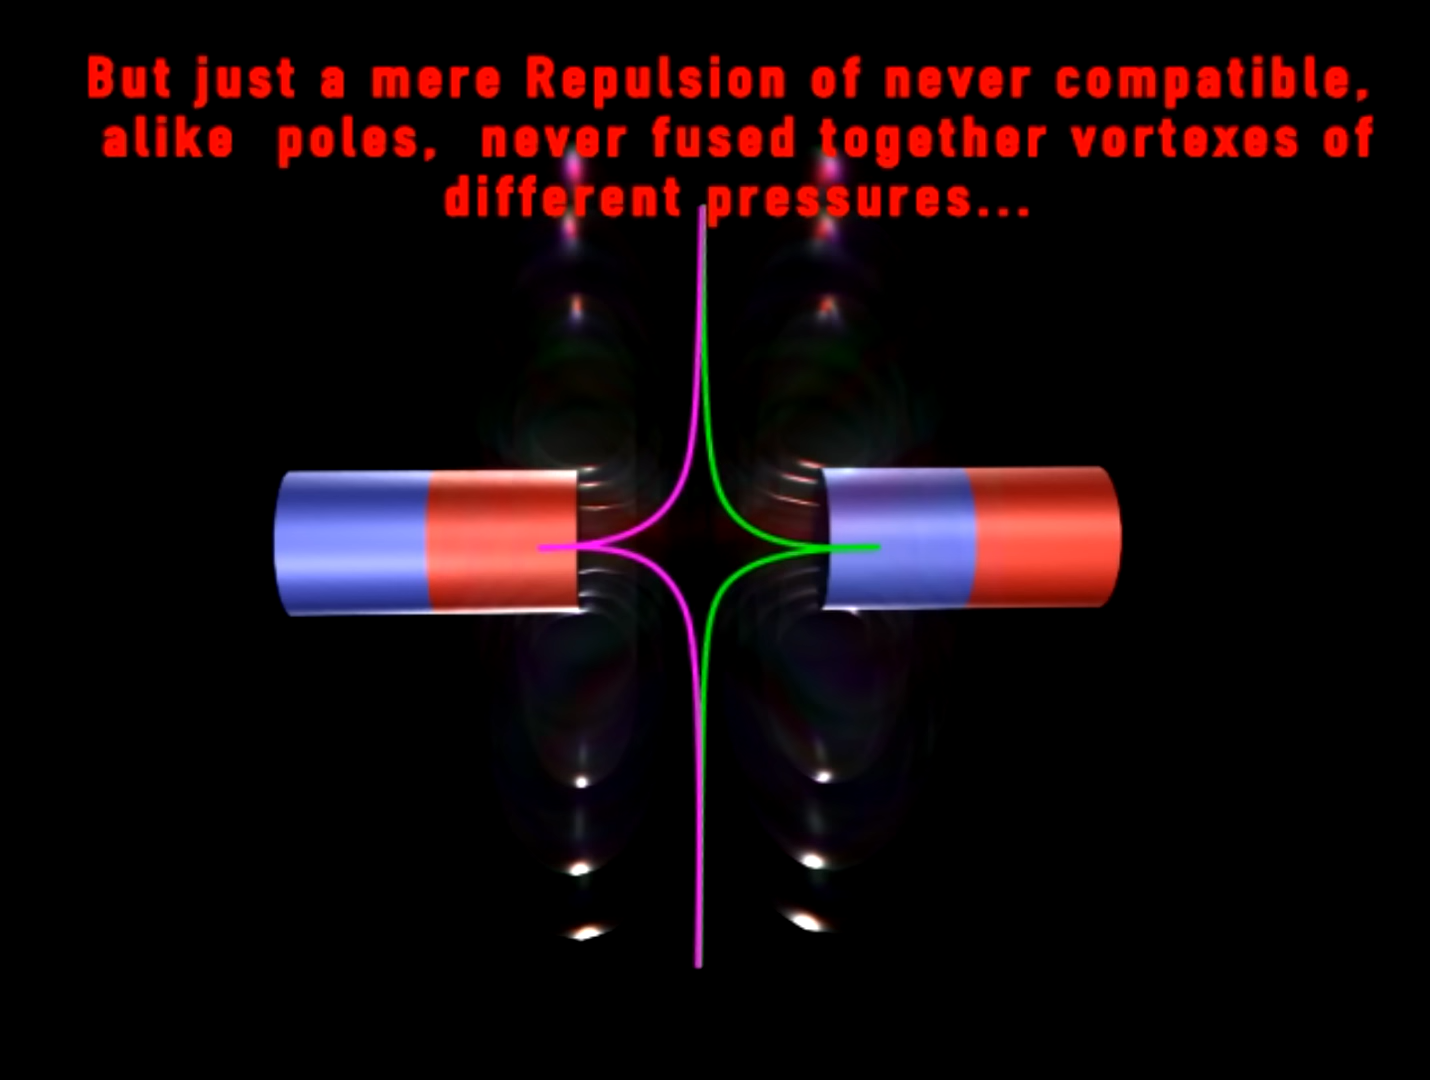 But just a mere Repulsion of never compatible,
alike poles, never fused together vortexes of
different pressures...